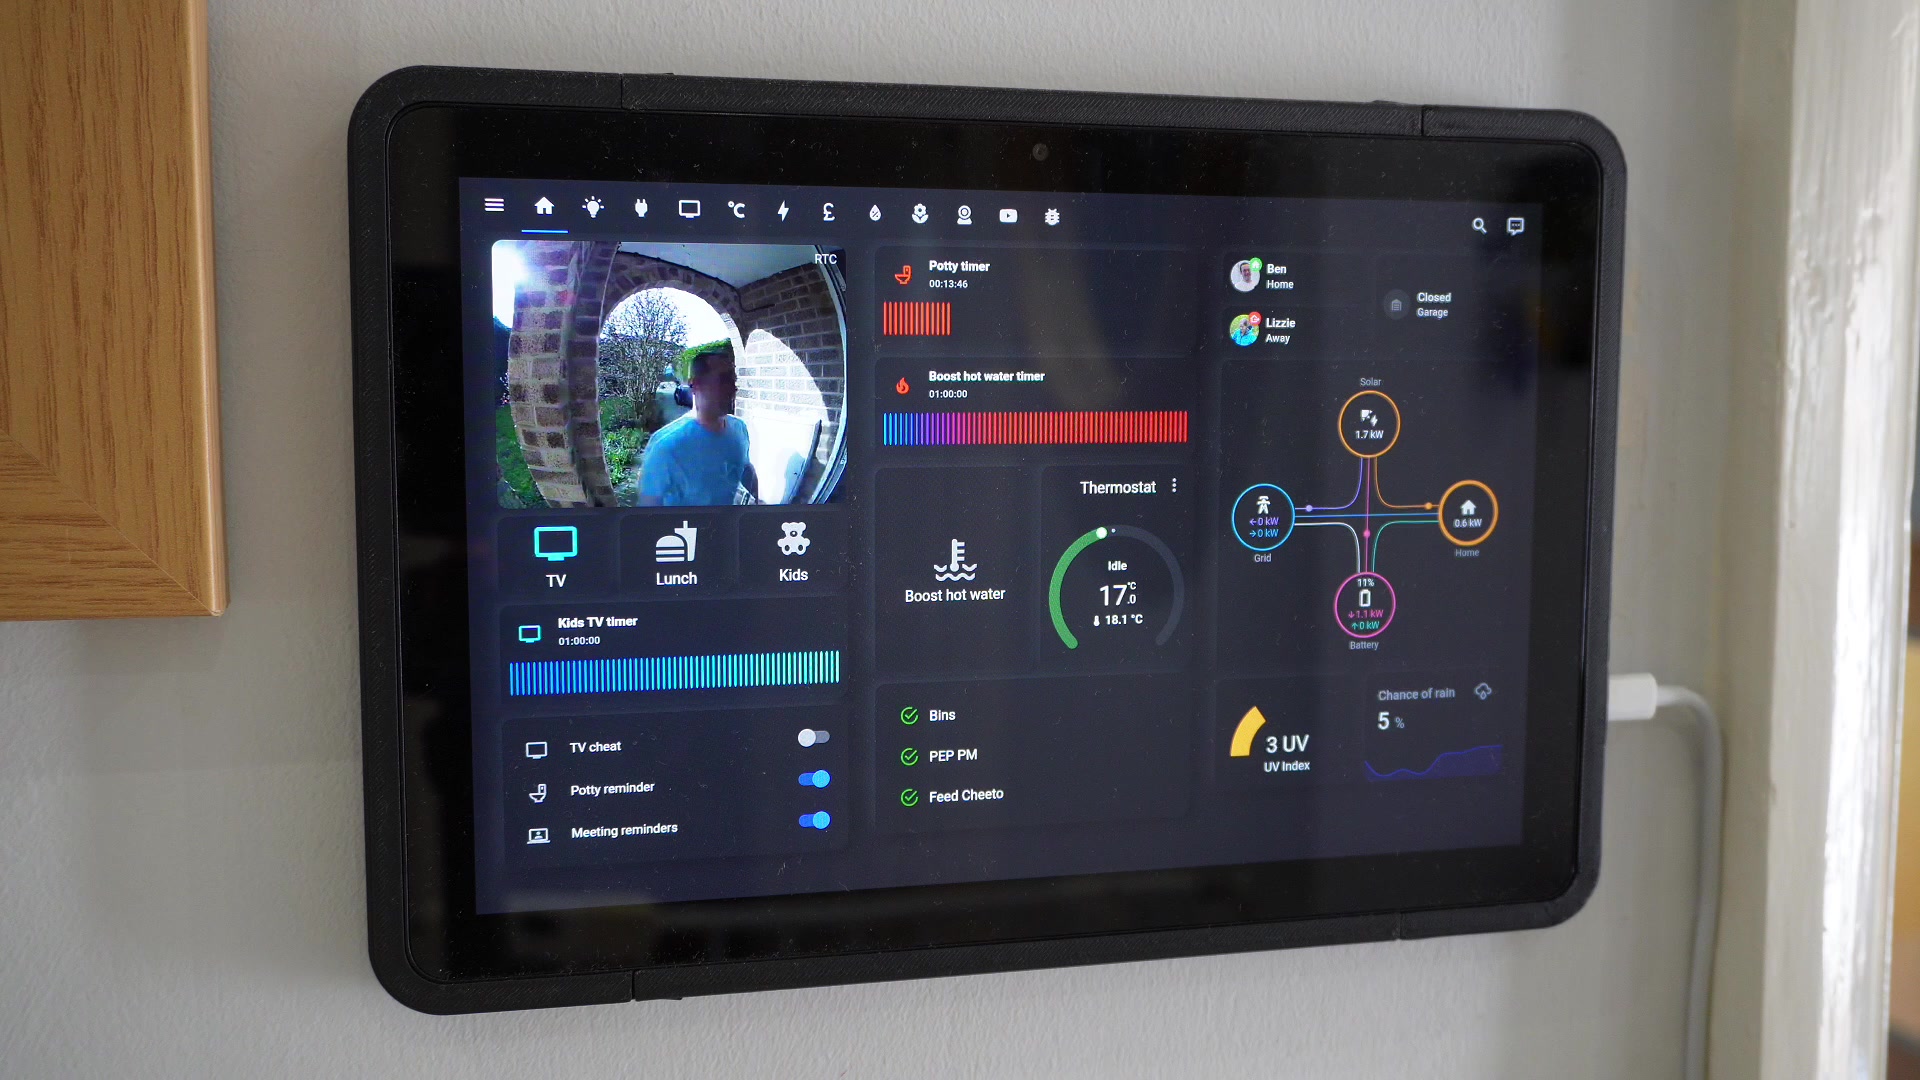 £
RTC
TV
Lunch
Kids
Kids TV timer
01:00:00
TV cheat
Potty reminder
Meeting reminders
Potty timer
00:13:46
Boost hot water timer
01:00:00
Boost hot water
Thermostat
Idle
17.0 °C
18.1 °C
Bins
PEP PM
Feed Cheeto
Ben
Home
Lizzie
Away
Closed
Garage
Solar
1.7 kW
←0 kW
→0 kW
Grid
0.6 kW
Home
11%
↓1.1 kW
↑0 kW
Battery
3 UV
UV Index
Chance of rain
5 %